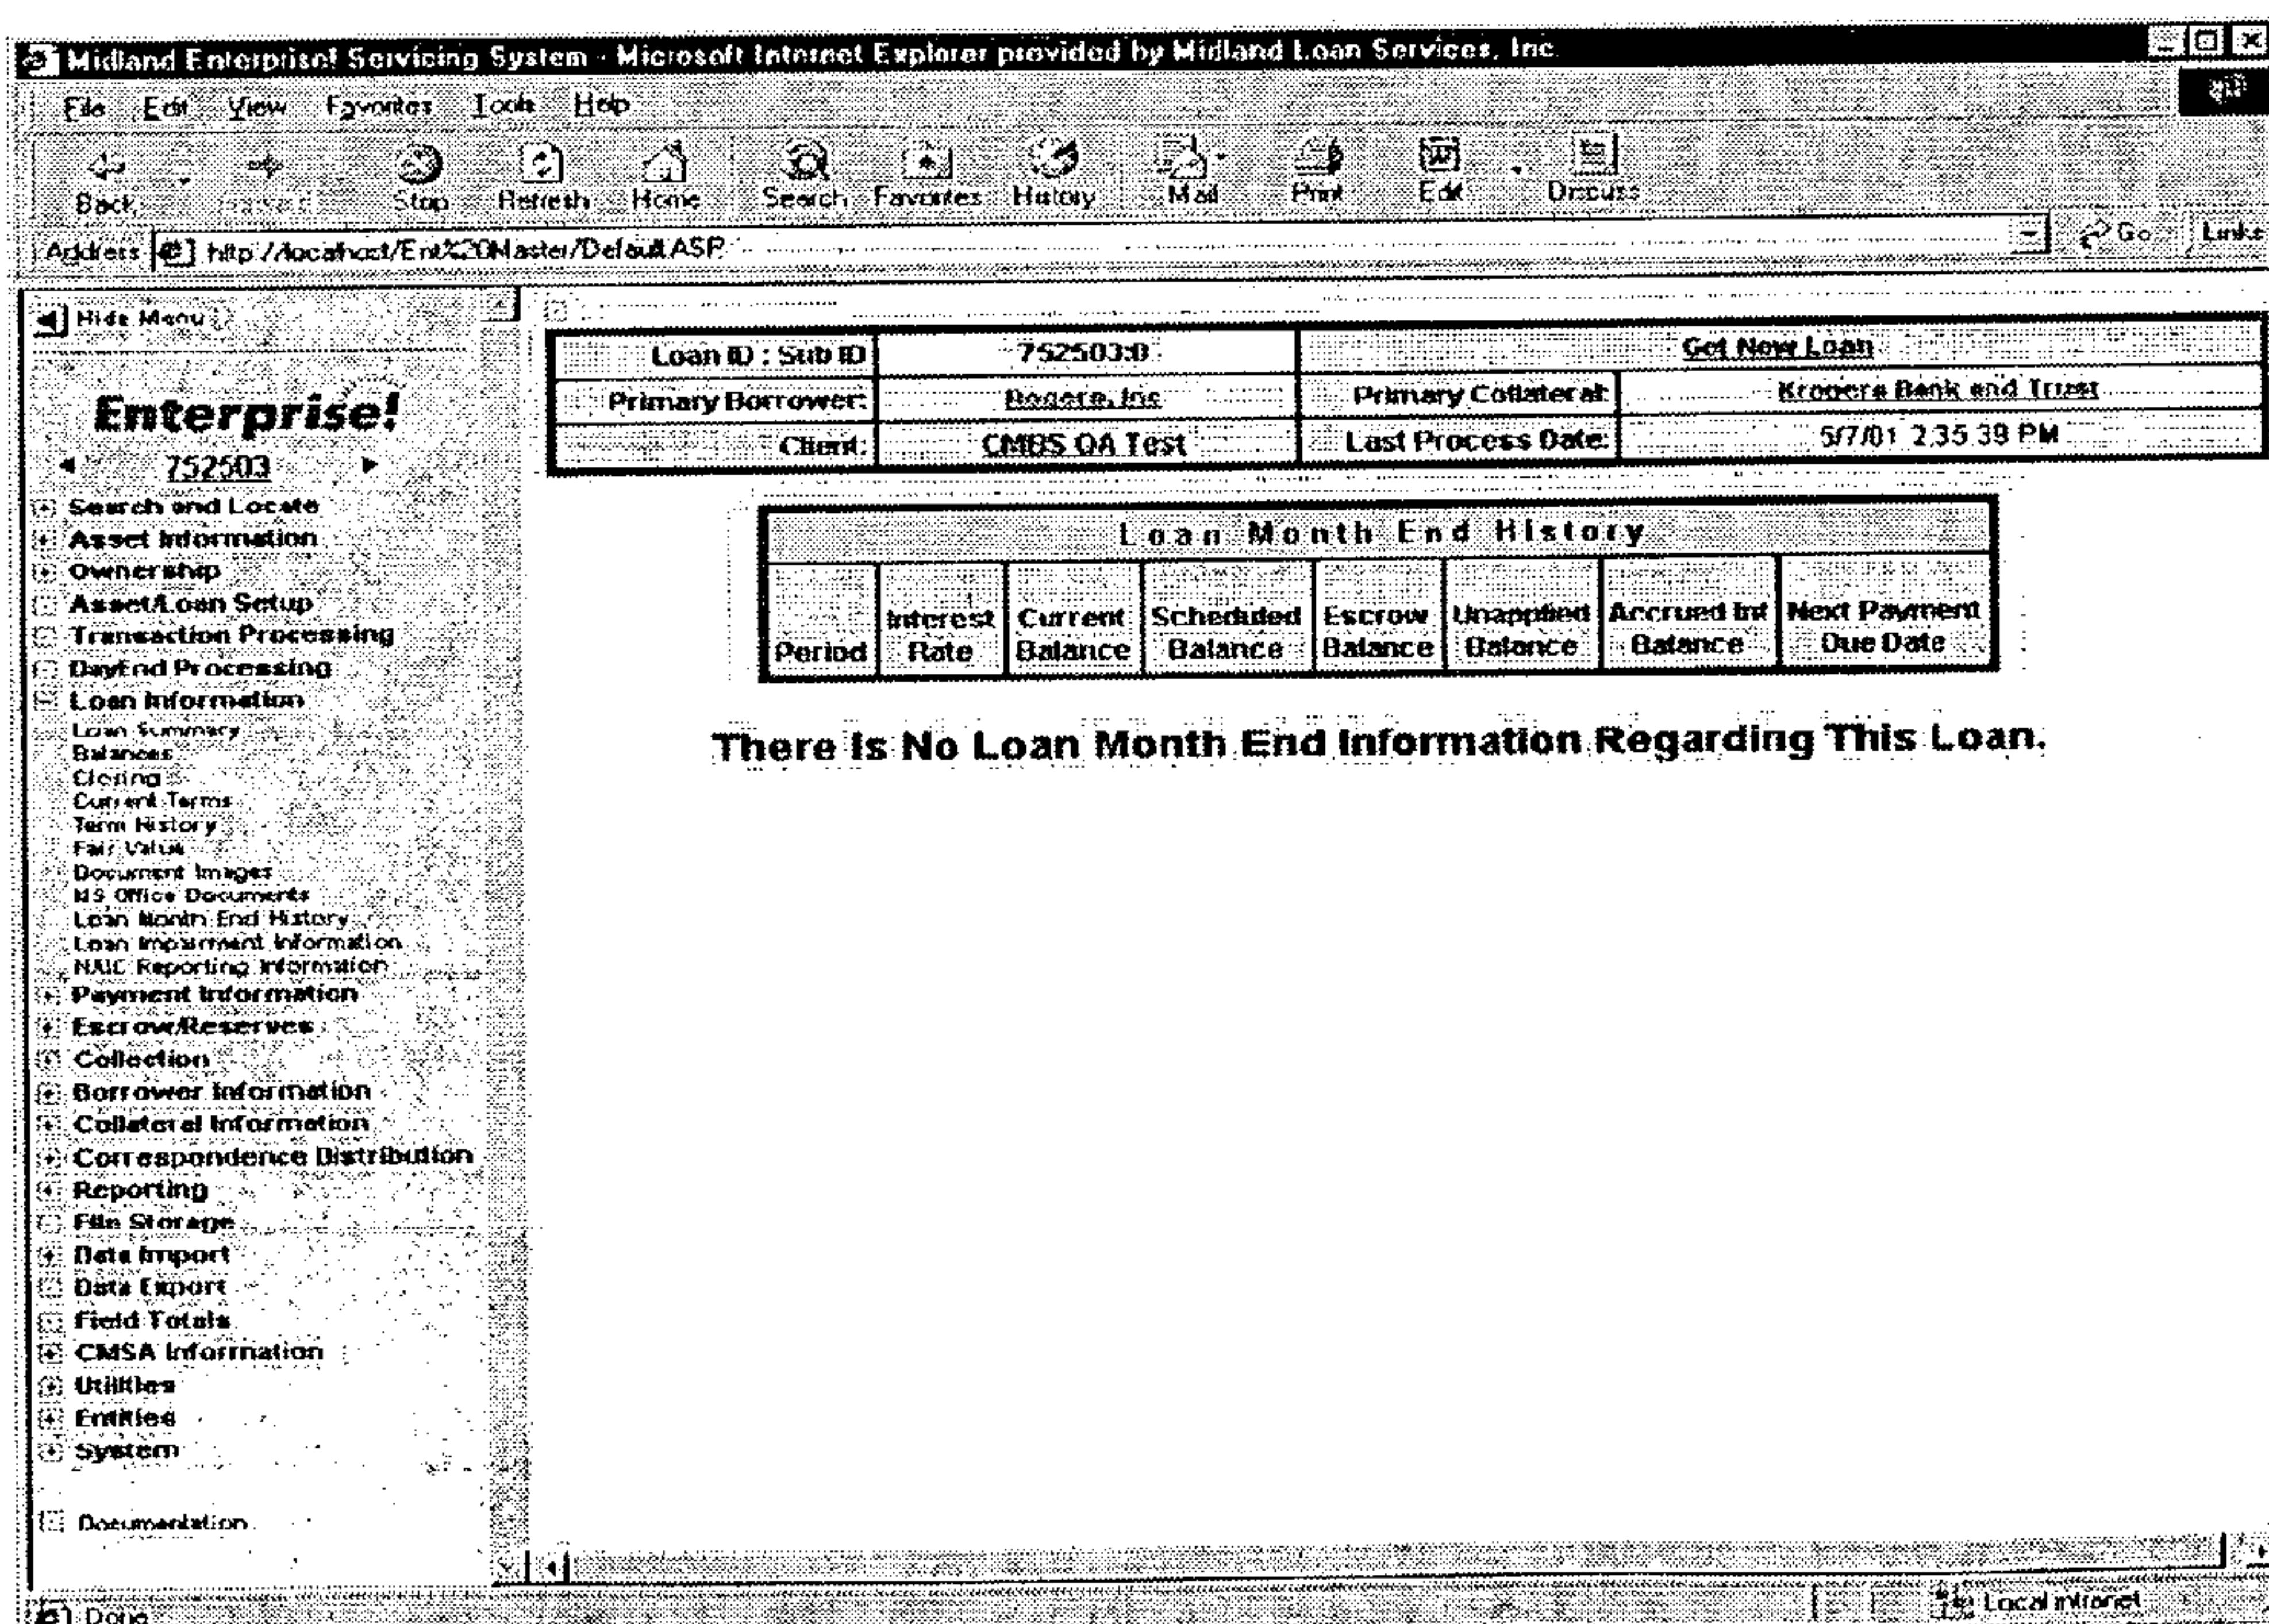 Midland Enterprise! Servicing System - Microsoft Internet Explorer provided by Midland Loan Services, Inc.
File Edit View Favorites Tools Help
Back Stop Refresh Home Search Favorites History Mail Print Edit Discuss
Address http://localhost/Ent%20Master/Default.ASP Go Links
Hide Menu
Loan ID : Sub ID 752503:0 Get New Loan
Primary Borrower: Rogers, Inc Primary Collateral: Krogers Bank and Trust
Client: CMBS QA Test Last Process Date: 5/7/01 2:35:39 PM
Enterprise!
752503
Search and Locate
Asset Information
Ownership
Asset/Loan Setup
Transaction Processing
DayEnd Processing
Loan Information
Loan Summary
Balances
Closing
Current Terms
Term History
Fair Value
Document Images
MS Office Documents
Loan Month End History
Loan Impairment Information
NAIC Reporting Information
Payment Information
Escrow/Reserves
Collection
Borrower Information
Collateral Information
Correspondence Distribution
Reporting
File Storage
Data Import
Data Export
Field Totals
CMSA Information
Utilities
Entities
System
Documentation
Loan Month End History
Period Interest Rate Current Balance Scheduled Balance Escrow Balance Unapplied Balance Accrued Int Balance Next Payment Due Date
There Is No Loan Month End Information Regarding This Loan.
Done Local intranet